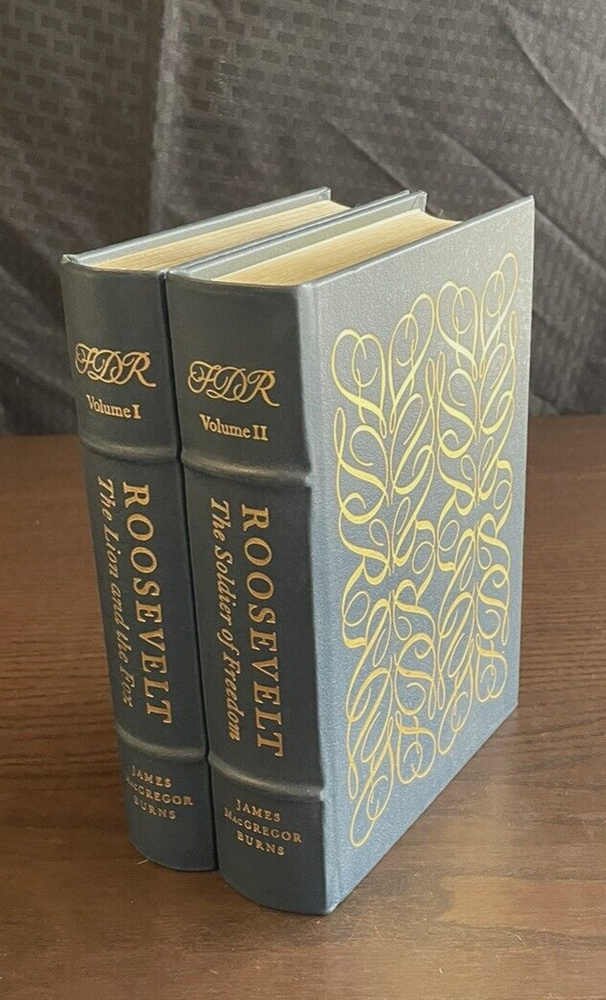 FDR
Volume I
ROOSEVELT
The Lion and the Fox
JAMES
MACGREGOR
BURNS
FDR
Volume II
ROOSEVELT
The Soldier of Freedom
JAMES
MACGREGOR
BURNS